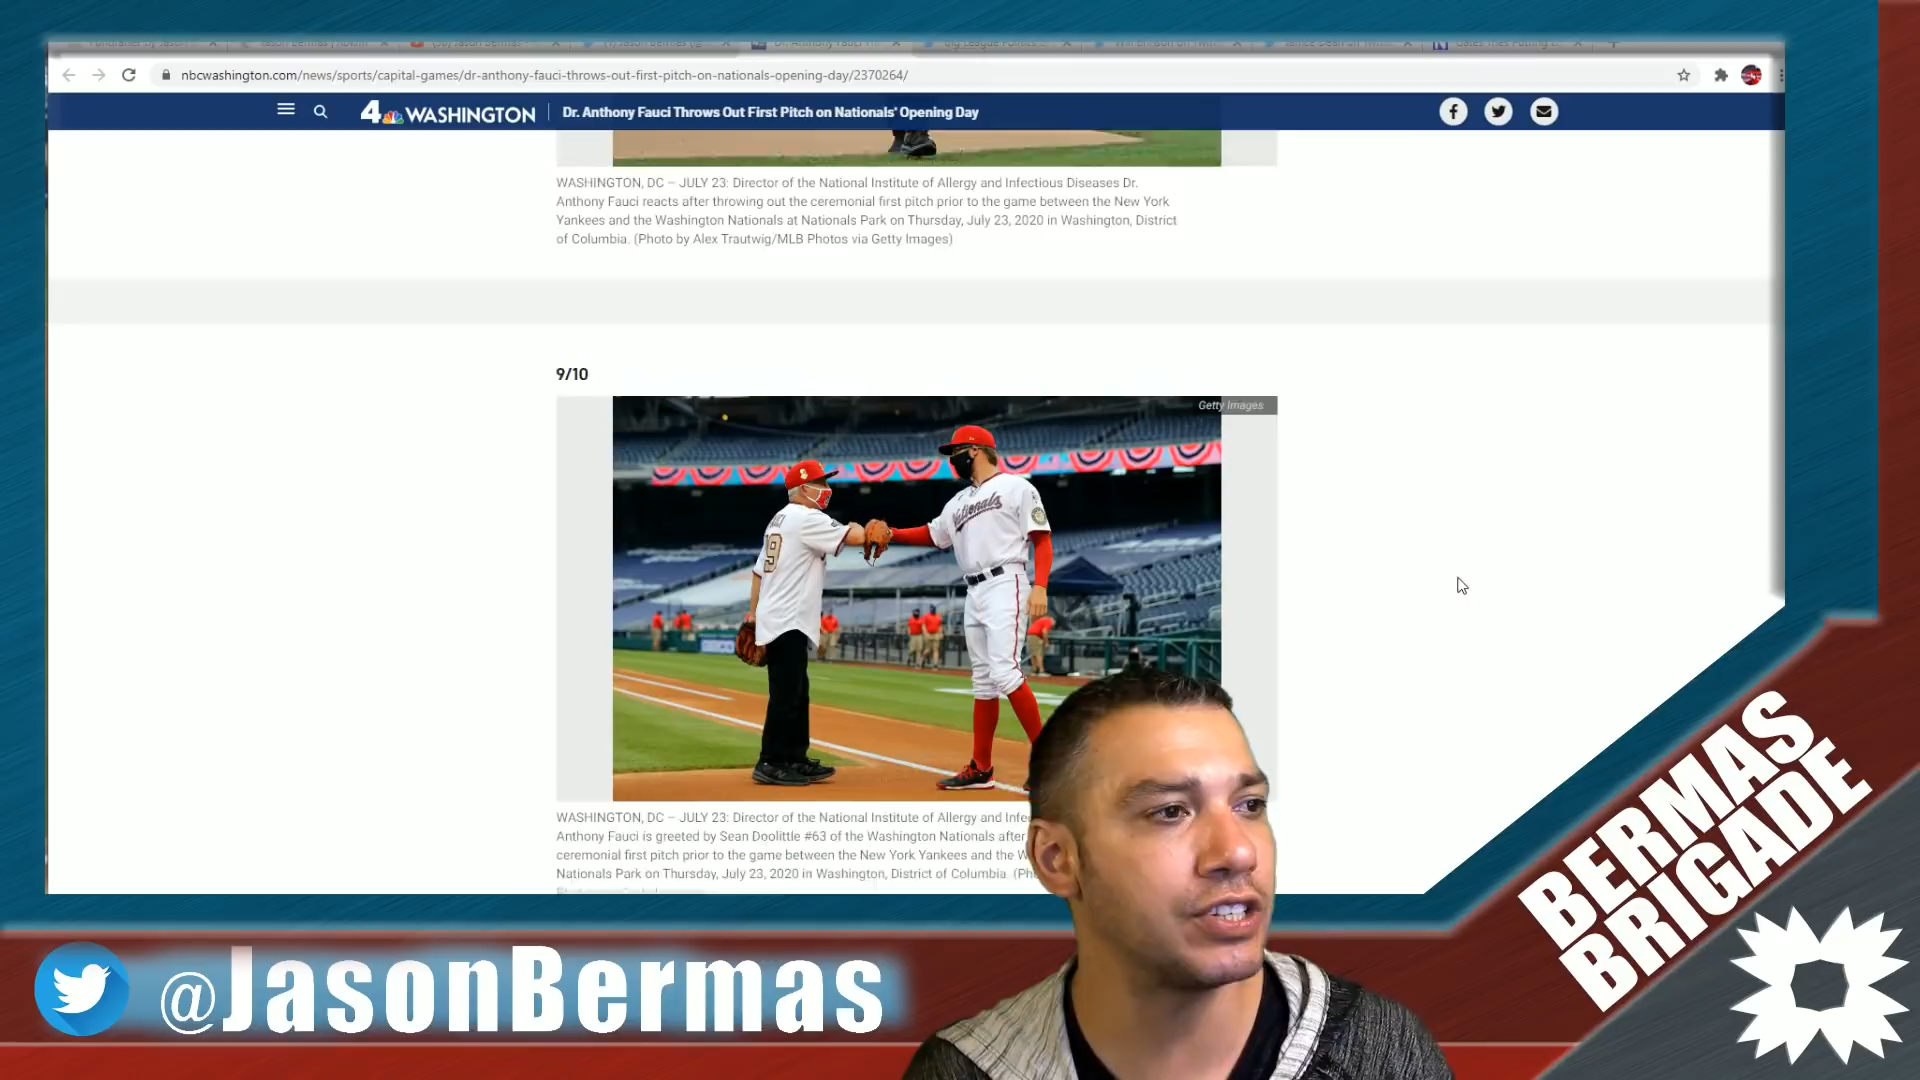 nbcwashington.com/news/sports/capital-games/dr-anthony-fauci-throws-out-first-pitch-on-nationals-opening-day/2370264/
4 WASHINGTON
Dr. Anthony Fauci Throws Out First Pitch on Nationals' Opening Day
WASHINGTON, DC – JULY 23: Director of the National Institute of Allergy and Infectious Diseases Dr.
Anthony Fauci reacts after throwing out the ceremonial first pitch prior to the game between the New York
Yankees and the Washington Nationals at Nationals Park on Thursday, July 23, 2020 in Washington, District
of Columbia. (Photo by Alex Trautwig/MLB Photos via Getty Images)
9/10
Getty Images
Nationals
19
WASHINGTON, DC – JULY 23: Director of the National Institute of Allergy and
Anthony Fauci is greeted by Sean Doolittle #63 of the Washington Nationals after
ceremonial first pitch prior to the game between the New York Yankees and the
Nationals Park on Thursday, July 23, 2020 in Washington, District of Columbia.
@JasonBermas
BERMAS
BRIGADE